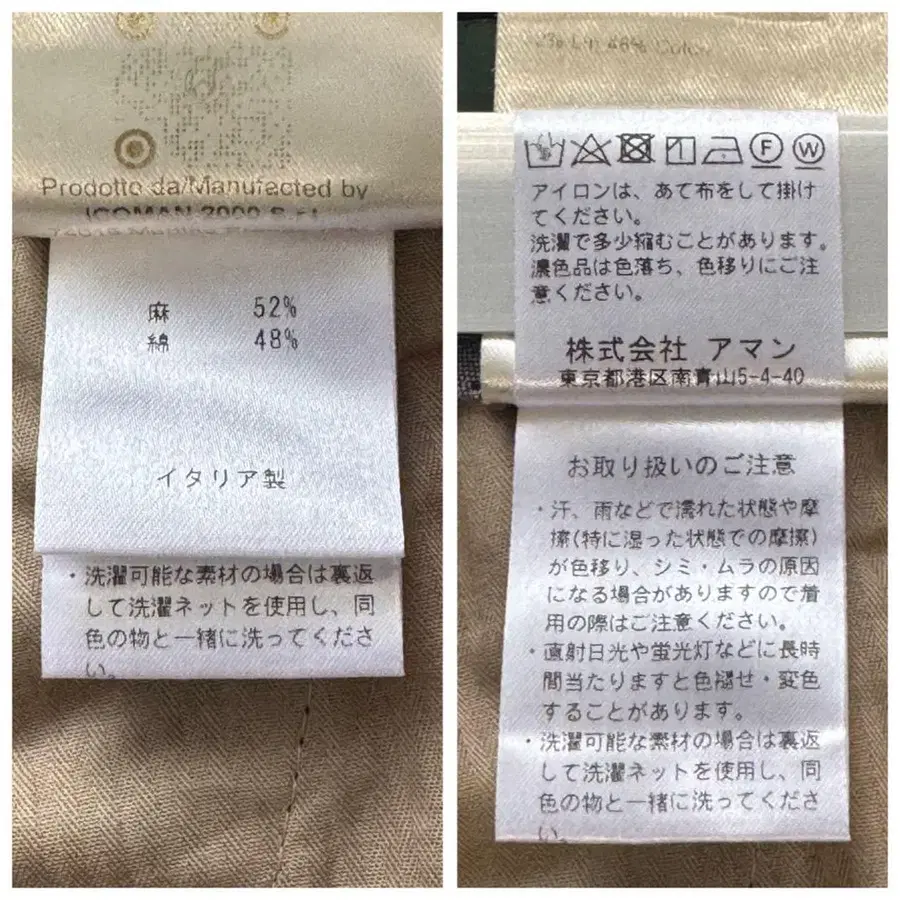 Prodotto da/Manufacted by
ICOMAN 2000 S.r.l.
麻 52%
綿 48%
イタリア製
・洗濯可能な素材の場合は裏返
して洗濯ネットを使用し、同
色の物と一緒に洗ってくださ
い。
48% Coton
F W
アイロンは、あて布をして掛け
てください。
洗濯で多少縮むことがあります。
濃色品は色落ち、色移りにご注
意ください。
株式会社 アマン
東京都港区南青山5-4-40
お取り扱いのご注意
・汗、雨などで濡れた状態や摩
擦(特に湿った状態での摩擦)
が色移り、シミ・ムラの原因
になる場合がありますので着
用の際はご注意ください。
・直射日光や蛍光灯などに長時
間当たりますと色褪せ・変色
することがあります。
・洗濯可能な素材の場合は裏返
して洗濯ネットを使用し、同
色の物と一緒に洗ってくださ
い。